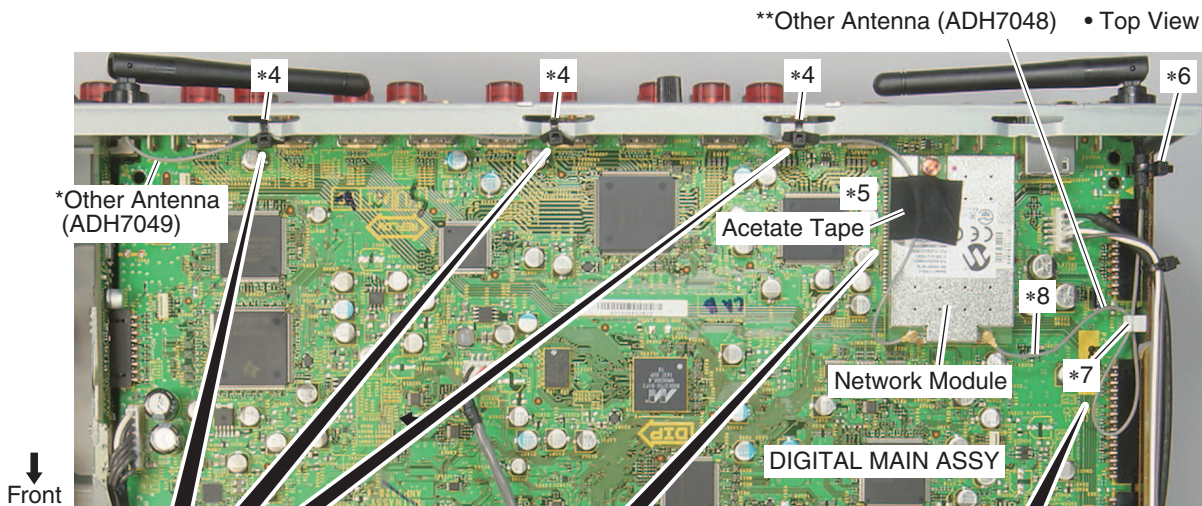 **Other Antenna (ADH7048) • Top View
*4
*4
*4
*6
*Other Antenna
(ADH7049)
*5
Acetate Tape
*8
Network Module
*7
DIP
DIGITAL MAIN ASSY
Front